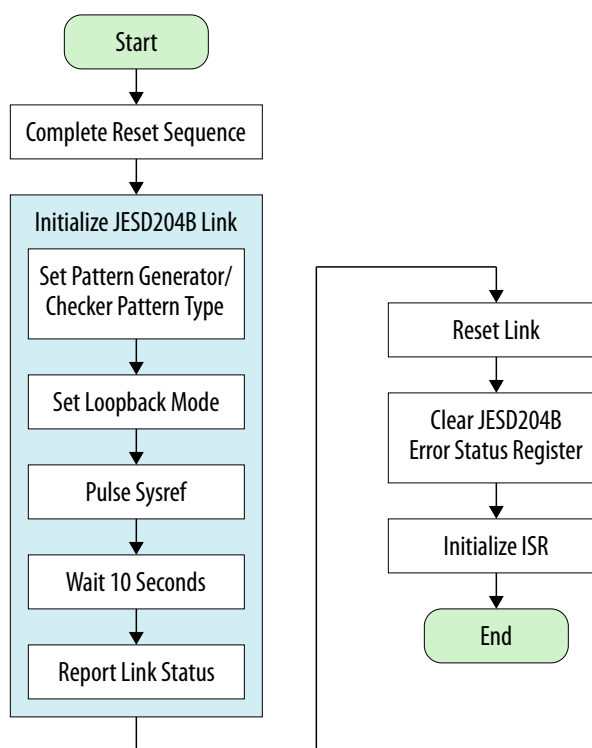 Start
Complete Reset Sequence
Initialize JESD204B Link
Set Pattern Generator/
Checker Pattern Type
Set Loopback Mode
Pulse Sysref
Wait 10 Seconds
Report Link Status
Reset Link
Clear JESD204B
Error Status Register
Initialize ISR
End